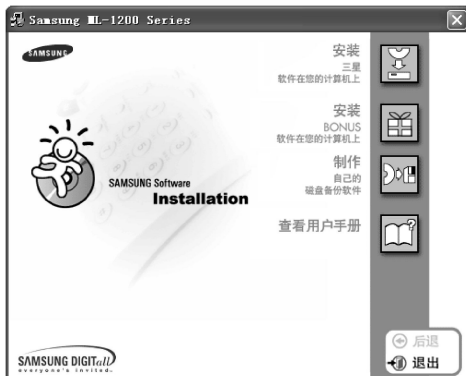 Samsung ML-1200 Series
SAMSUNG
安装
三星
软件在您的计算机上
安装
BONUS
软件在您的计算机上
制作
自己的
磁盘备份软件
查看用户手册
SAMSUNG Software
Installation
SAMSUNG DIGITall
everyone's invited.
后退
退出